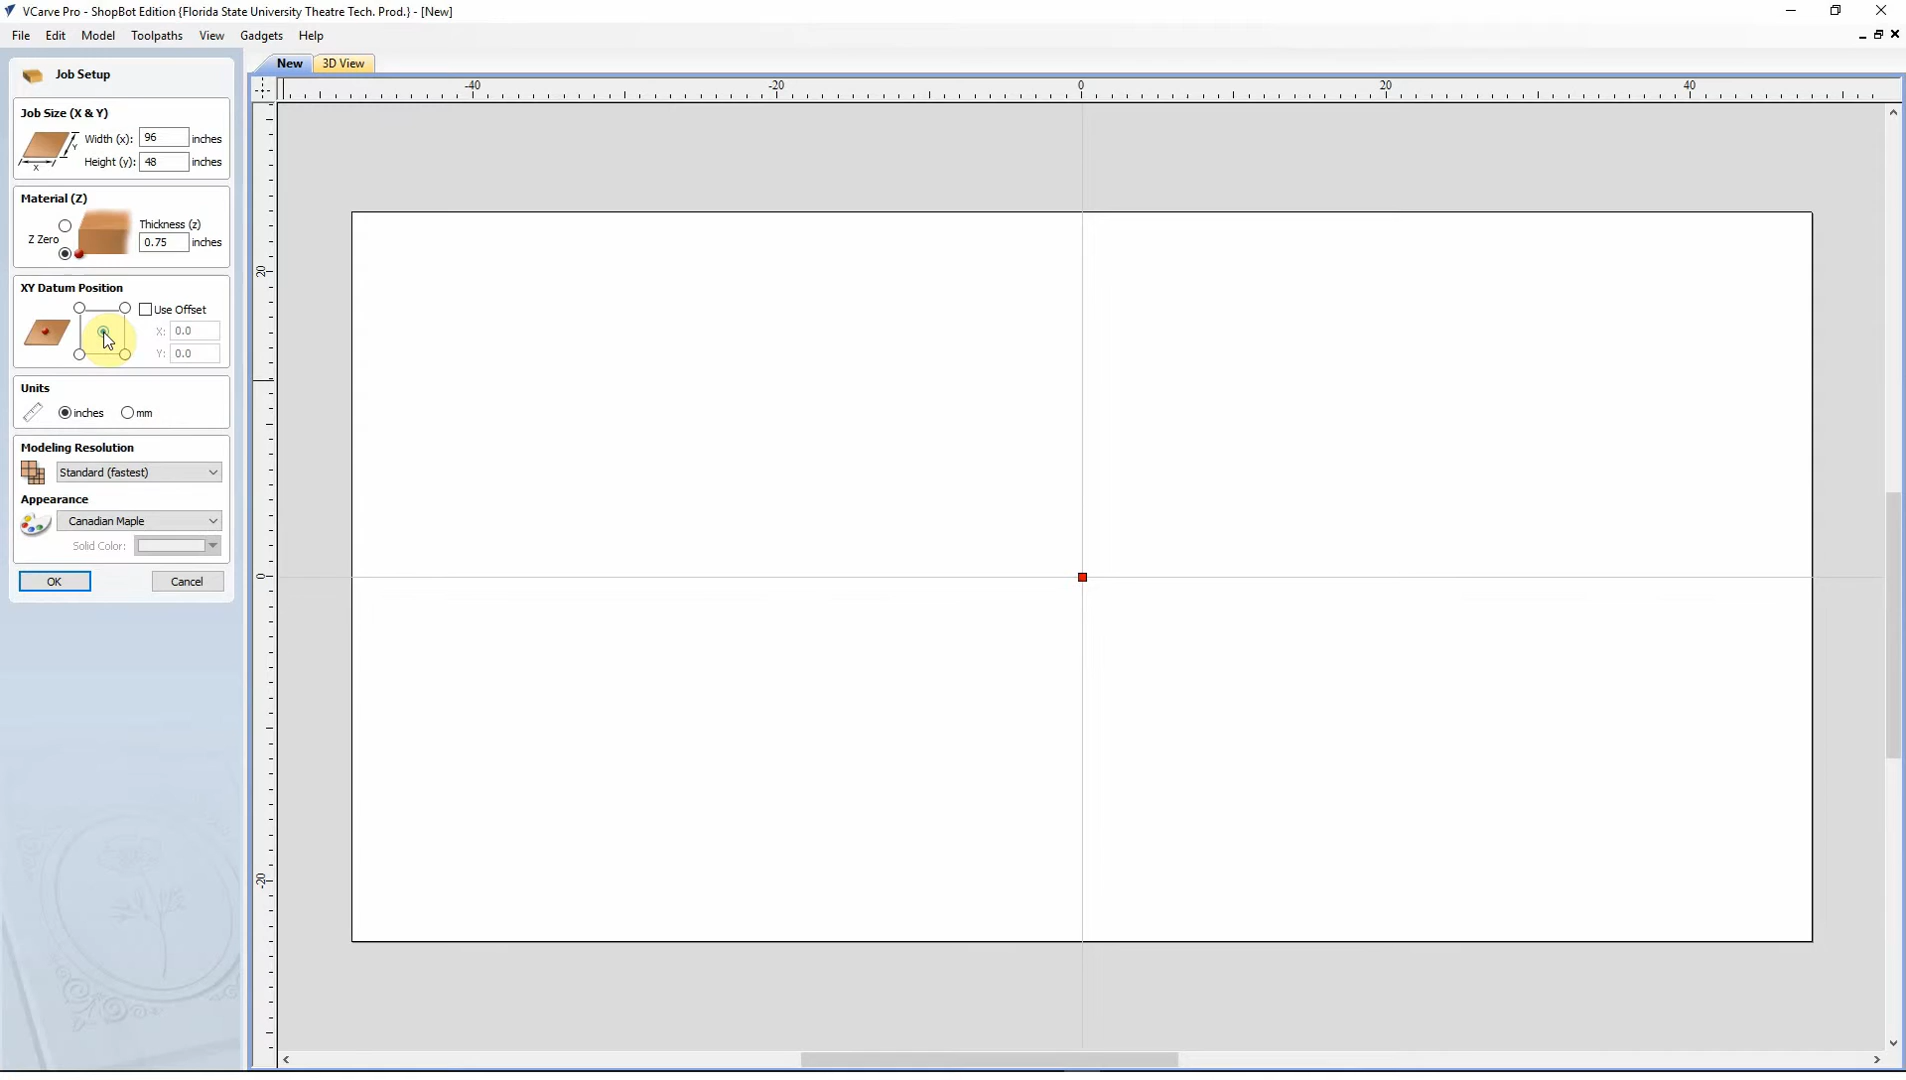 VCarve Pro - ShopBot Edition {Florida State University Theatre Tech. Prod.} - [New]
File Edit Model Toolpaths View Gadgets Help
New 3D View
Job Setup
-40 -20 0 20 40
Job Size (X & Y)
Width (x): 96 inches
Y
Height (y): 48 inches
X
Material (Z)
Thickness (z)
Z Zero
0.75 inches
20
XY Datum Position
Use Offset
X: 0.0
Y: 0.0
Units
inches mm
Modeling Resolution
Standard (fastest)
Appearance
Canadian Maple
Solid Color:
OK Cancel
0
-20